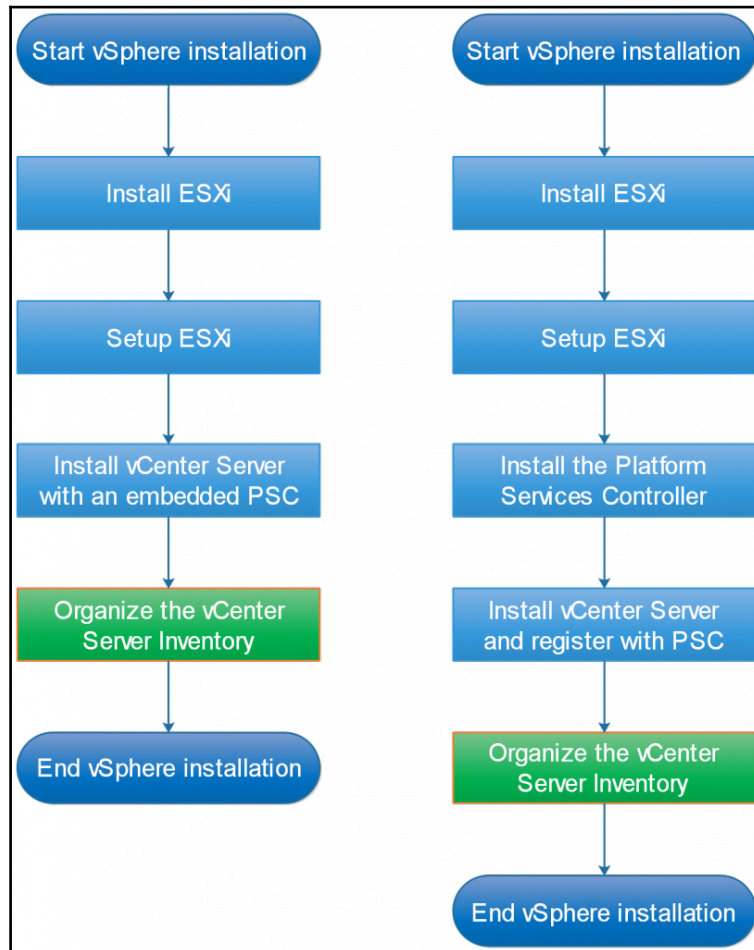 Start vSphere installation
Install ESXi
Setup ESXi
Install vCenter Server
with an embedded PSC
Organize the vCenter
Server Inventory
End vSphere installation
Start vSphere installation
Install ESXi
Setup ESXi
Install the Platform
Services Controller
Install vCenter Server
and register with PSC
Organize the vCenter
Server Inventory
End vSphere installation